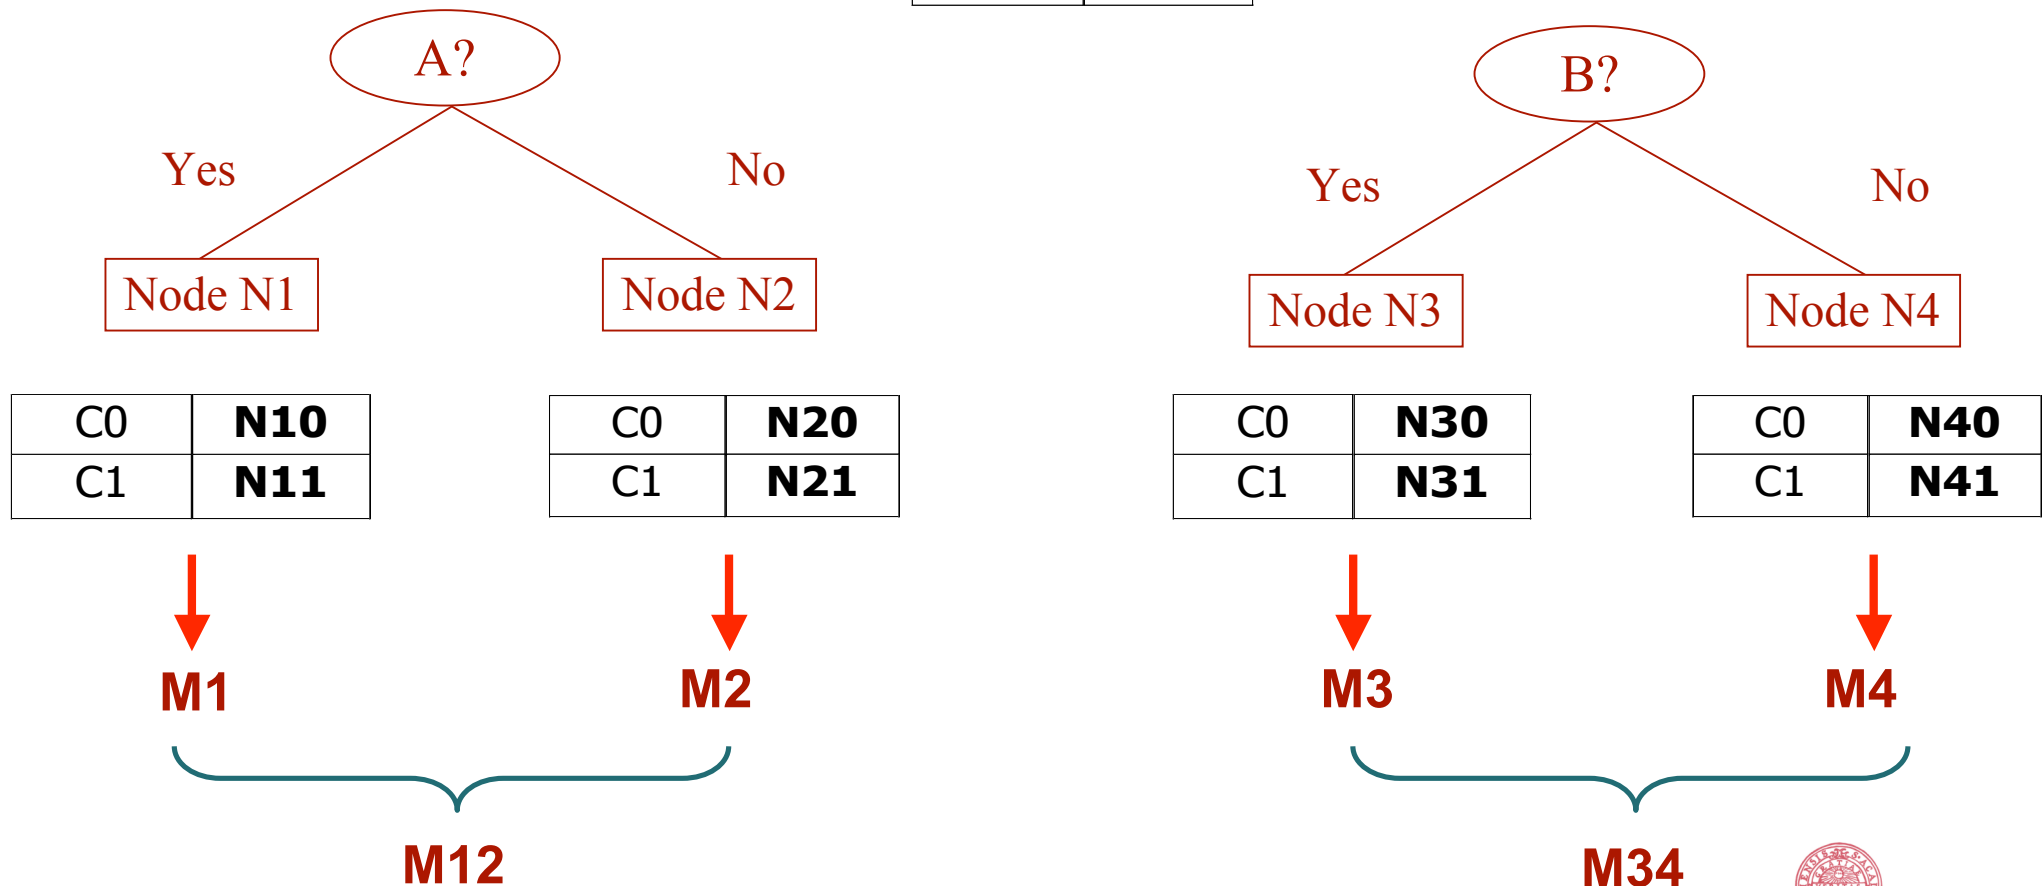 A?
B?
Yes
No
Yes
No
Node N1
Node N2
Node N3
Node N4
C0 N10
C1 N11
C0 N20
C1 N21
C0 N30
C1 N31
C0 N40
C1 N41
M1
M2
M3
M4
M12
M34